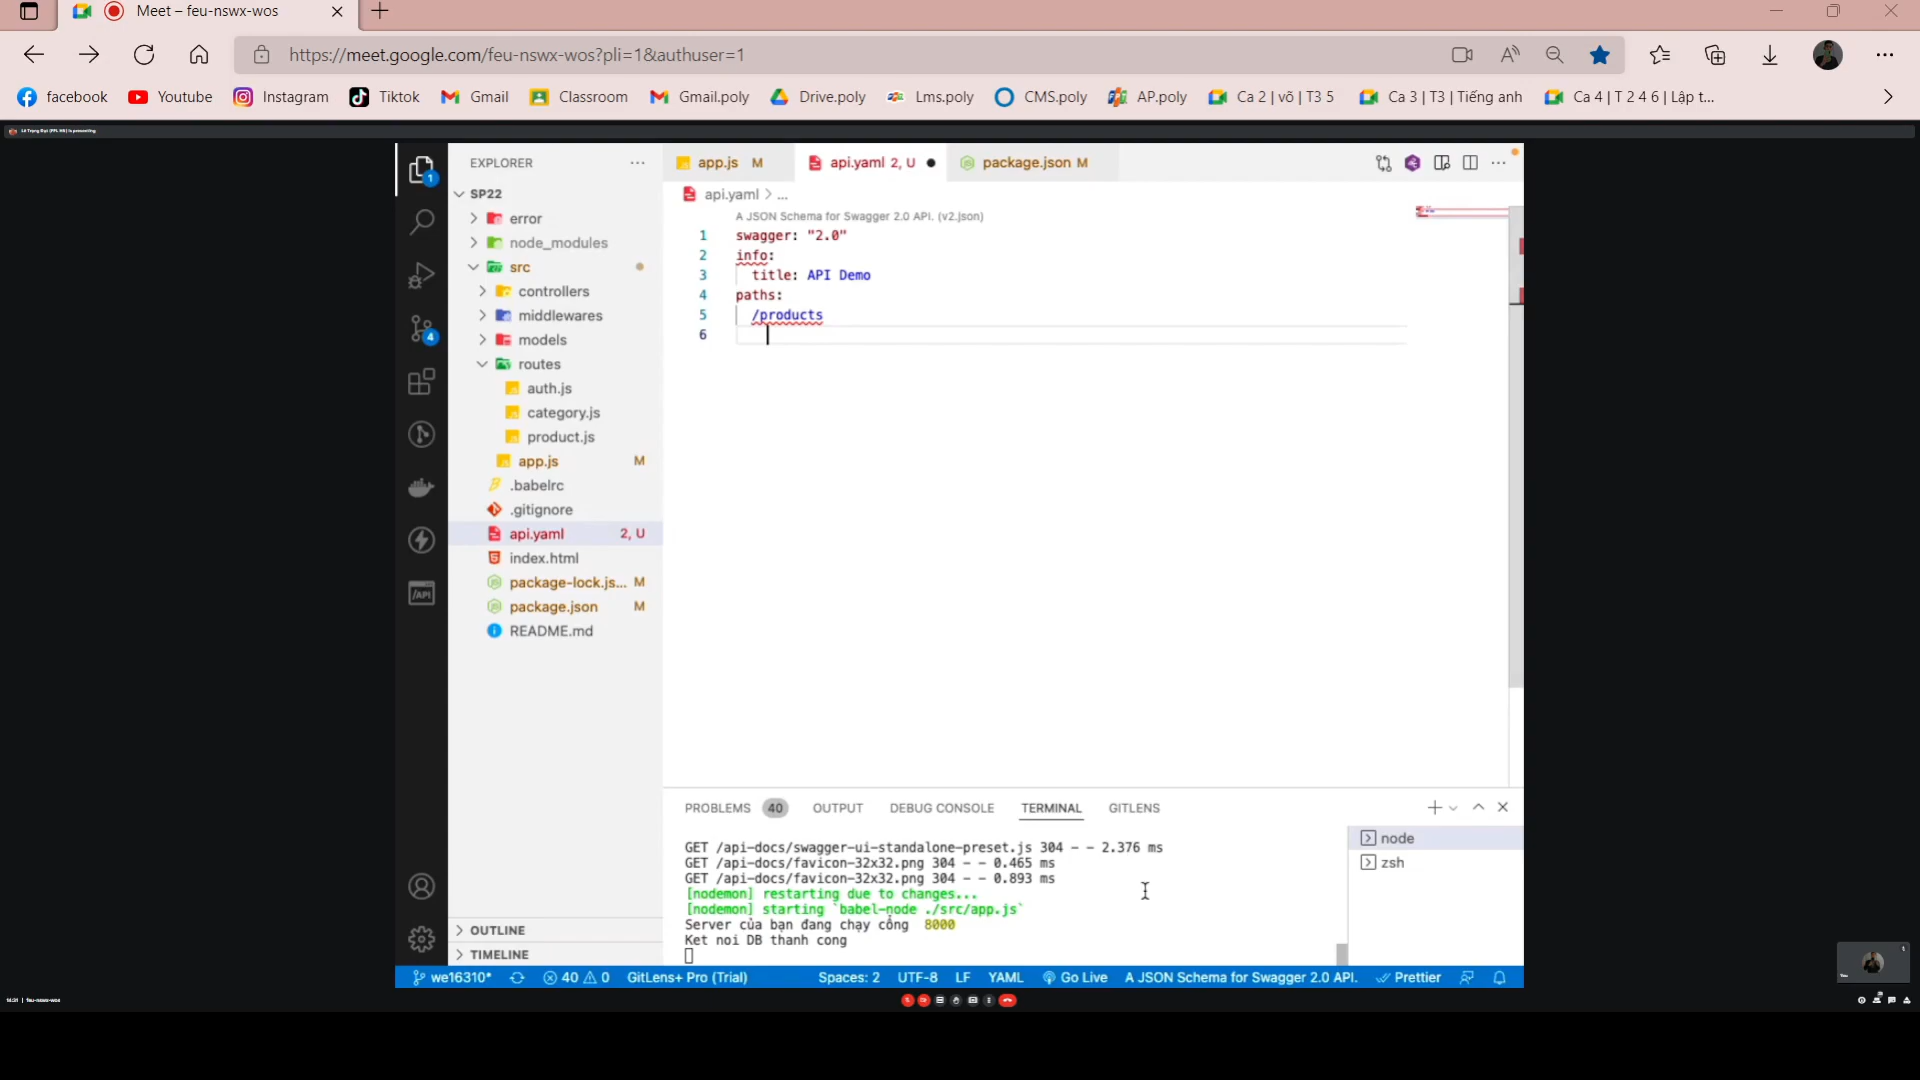 Meet – feu-nswx-wos
https://meet.google.com/feu-nswx-wos?pli=1&authuser=1
facebook Youtube Instagram Tiktok Gmail Classroom Gmail.poly Drive.poly Lms.poly CMS.poly AP.poly Ca 2 | võ | T3 5 Ca 3 | T3 | Tiếng anh Ca 4 | T 2 4 6 | Lập t...
EXPLORER
app.js M
api.yaml 2, U
package.json M
SP22
error
node_modules
src
controllers
middlewares
models
routes
auth.js
category.js
product.js
app.js M
.babelrc
.gitignore
api.yaml 2, U
index.html
package-lock.js... M
package.json M
README.md
OUTLINE
TIMELINE
1
4
/API
api.yaml > ...
A JSON Schema for Swagger 2.0 API. (v2.json)
1 swagger: "2.0"
2 info:
3 title: API Demo
4 paths:
5 /products
6
PROBLEMS 40 OUTPUT DEBUG CONSOLE TERMINAL GITLENS
GET /api-docs/swagger-ui-standalone-preset.js 304 - - 2.376 ms
GET /api-docs/favicon-32x32.png 304 - - 0.465 ms
GET /api-docs/favicon-32x32.png 304 - - 0.893 ms
[nodemon] restarting due to changes...
[nodemon] starting `babel-node ./src/app.js`
Server của bạn đang chạy cổng 8000
Ket noi DB thanh cong
node
zsh
we16310* 40 0 GitLens+ Pro (Trial) Spaces: 2 UTF-8 LF YAML Go Live A JSON Schema for Swagger 2.0 API. Prettier
feu-nswx-wos